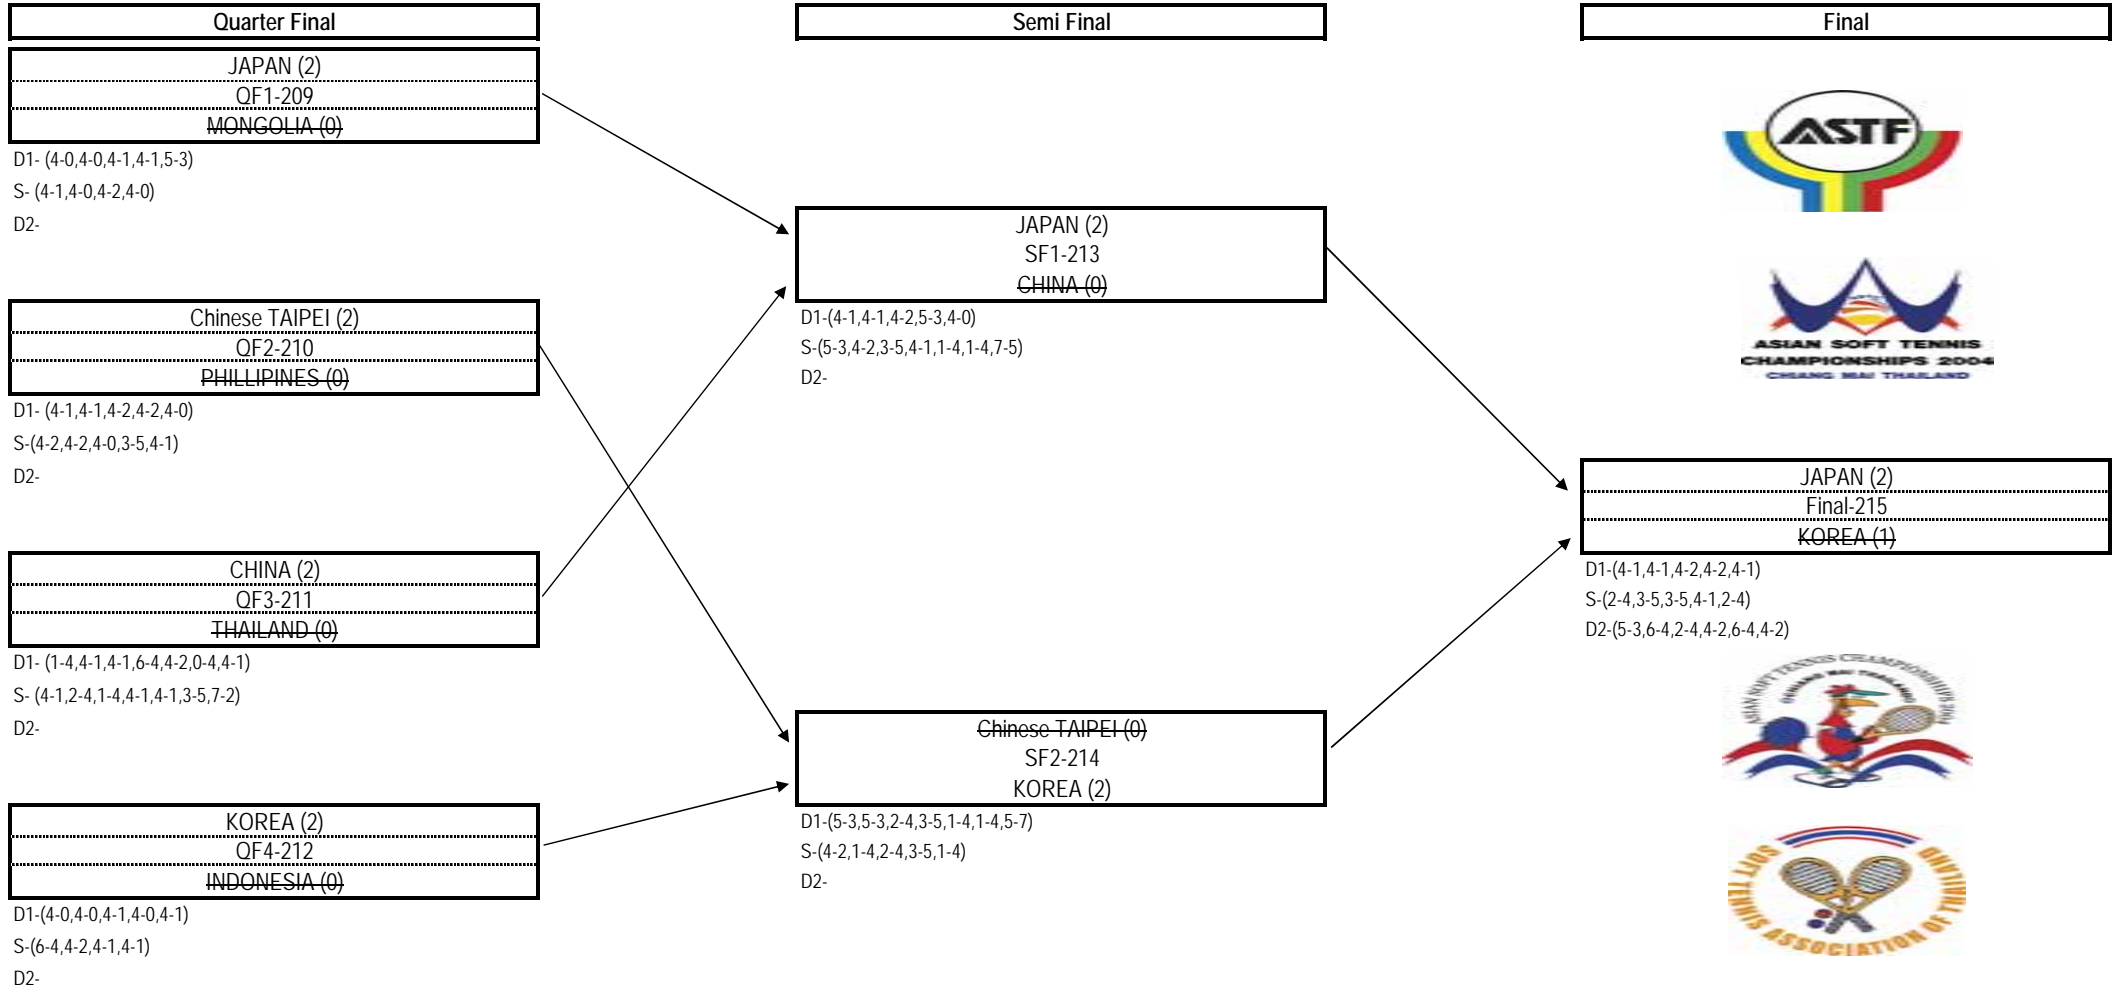 Quarter Final
JAPAN (2)
QF1-209
MONGOLIA (0)
D1- (4-0,4-0,4-1,4-1,5-3)
S- (4-1,4-0,4-2,4-0)
D2-
Chinese TAIPEI (2)
QF2-210
PHILLIPINES (0)
D1- (4-1,4-1,4-2,4-2,4-0)
S-(4-2,4-2,4-0,3-5,4-1)
D2-
CHINA (2)
QF3-211
THAILAND (0)
D1- (1-4,4-1,4-1,6-4,4-2,0-4,4-1)
S- (4-1,2-4,1-4,4-1,4-1,3-5,7-2)
D2-
KOREA (2)
QF4-212
INDONESIA (0)
D1-(4-0,4-0,4-1,4-0,4-1)
S-(6-4,4-2,4-1,4-1)
D2-
Semi Final
JAPAN (2)
SF1-213
CHINA (0)
D1-(4-1,4-1,4-2,5-3,4-0)
S-(5-3,4-2,3-5,4-1,1-4,1-4,7-5)
D2-
Chinese TAIPEI (0)
SF2-214
KOREA (2)
D1-(5-3,5-3,2-4,3-5,1-4,1-4,5-7)
S-(4-2,1-4,2-4,3-5,1-4)
D2-
Final
ASTF
ASIAN SOFT TENNIS
CHAMPIONSHIPS 2004
CHIANG MAI THAILAND
JAPAN (2)
Final-215
KOREA (1)
D1-(4-1,4-1,4-2,4-2,4-1)
S-(2-4,3-5,3-5,4-1,2-4)
D2-(5-3,6-4,2-4,4-2,6-4,4-2)
ASIAN SOFT TENNIS CHAMPIONSHIPS 2004
CHIANG MAI THAILAND
SOFT TENNIS ASSOCIATION OF THAILAND